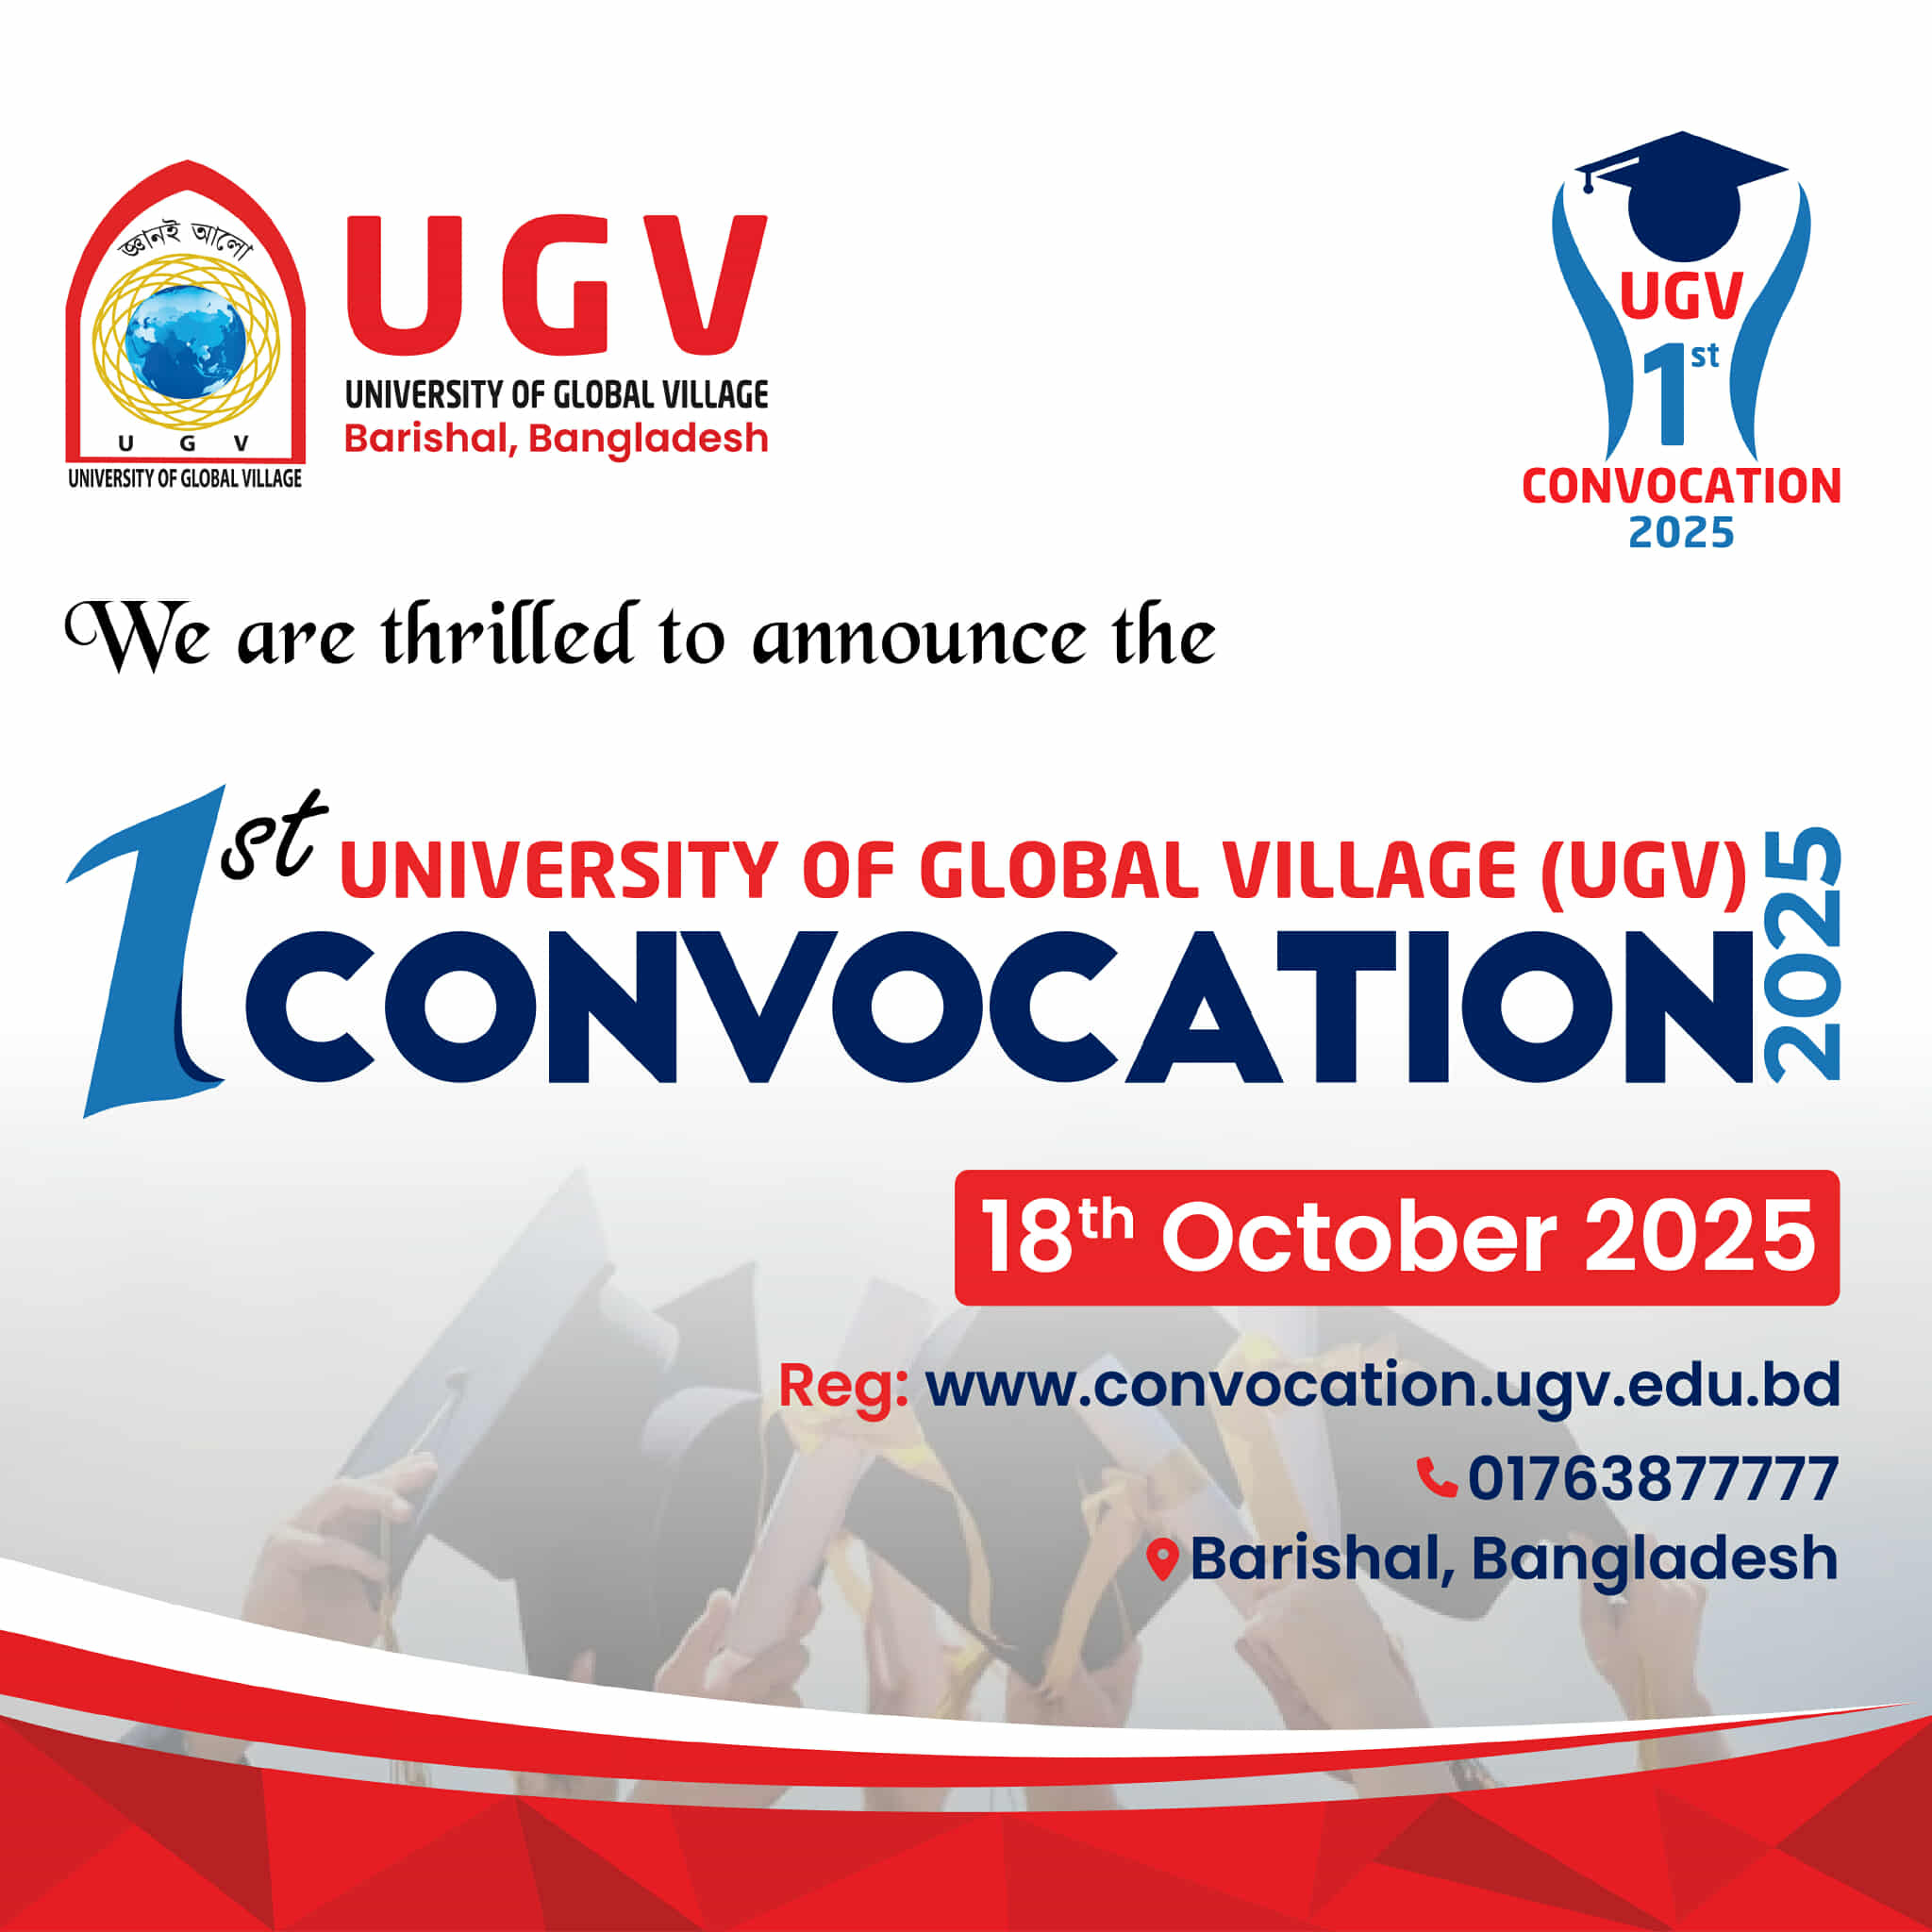 জ্ঞানই আলো
U G V
UNIVERSITY OF GLOBAL VILLAGE
UGV
UNIVERSITY OF GLOBAL VILLAGE
Barishal, Bangladesh
UGV
1st
CONVOCATION
2025
We are thrilled to announce the
1st UNIVERSITY OF GLOBAL VILLAGE (UGV)
CONVOCATION 2025
18th October 2025
Reg: www.convocation.ugv.edu.bd
01763877777
Barishal, Bangladesh